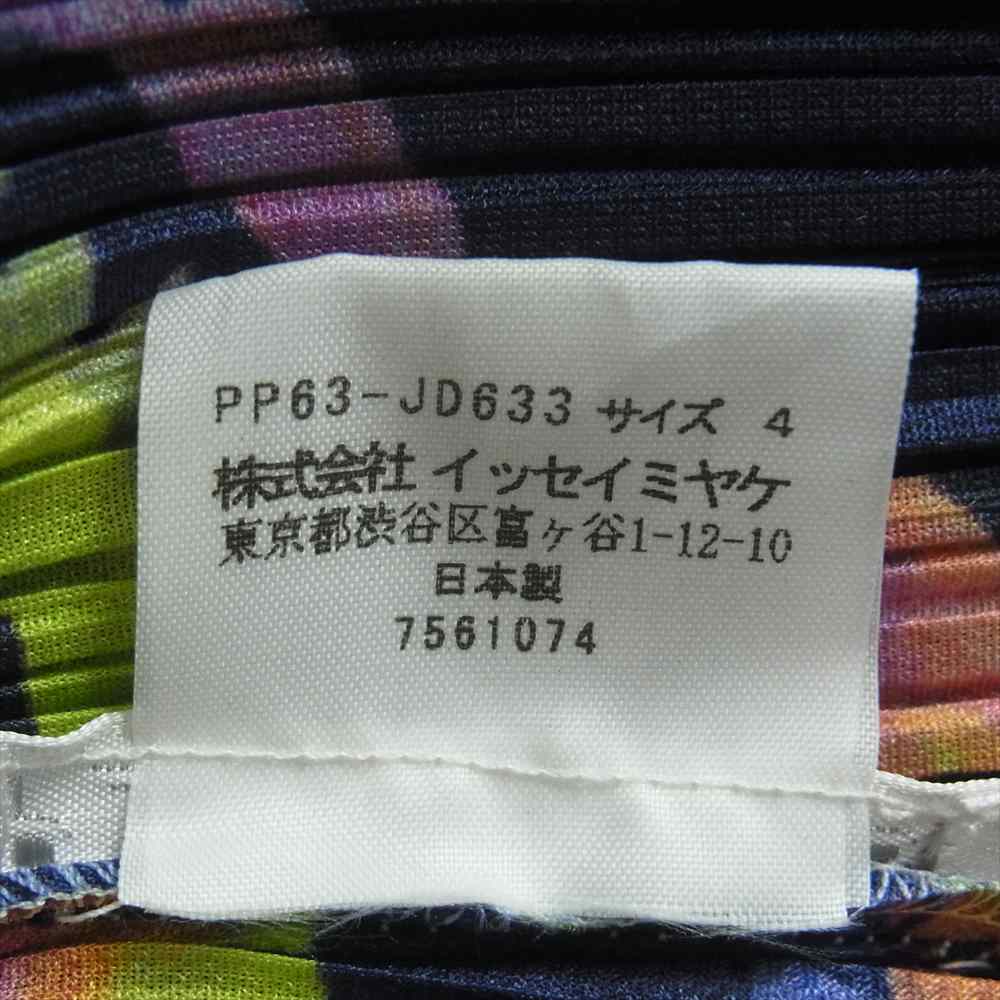 PP63-JD633 サイズ 4
株式会社 イッセイミヤケ
東京都渋谷区富ヶ谷1-12-10
日本製
7561074